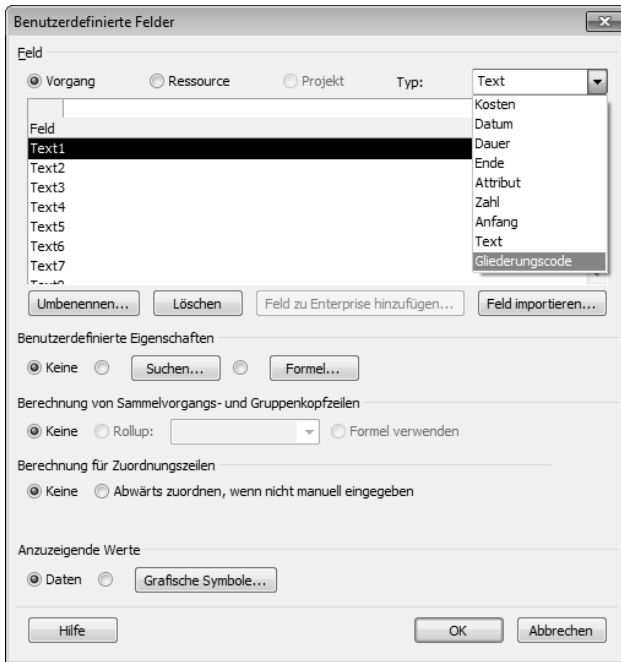 Benutzerdefinierte Felder
Feld
Vorgang Ressource Projekt Typ: Text
Kosten
Datum
Dauer
Ende
Attribut
Zahl
Anfang
Text
Gliederungscode
Feld
Text1
Text2
Text3
Text4
Text5
Text6
Text7
Umbenennen... Löschen Feld zu Enterprise hinzufügen... Feld importieren...
Benutzerdefinierte Eigenschaften
Keine Suchen... Formel...
Berechnung von Sammelvorgangs- und Gruppenkopfzeilen
Keine Rollup: Formel verwenden
Berechnung für Zuordnungszeilen
Keine Abwärts zuordnen, wenn nicht manuell eingegeben
Anzuzeigende Werte
Daten Grafische Symbole...
Hilfe OK Abbrechen